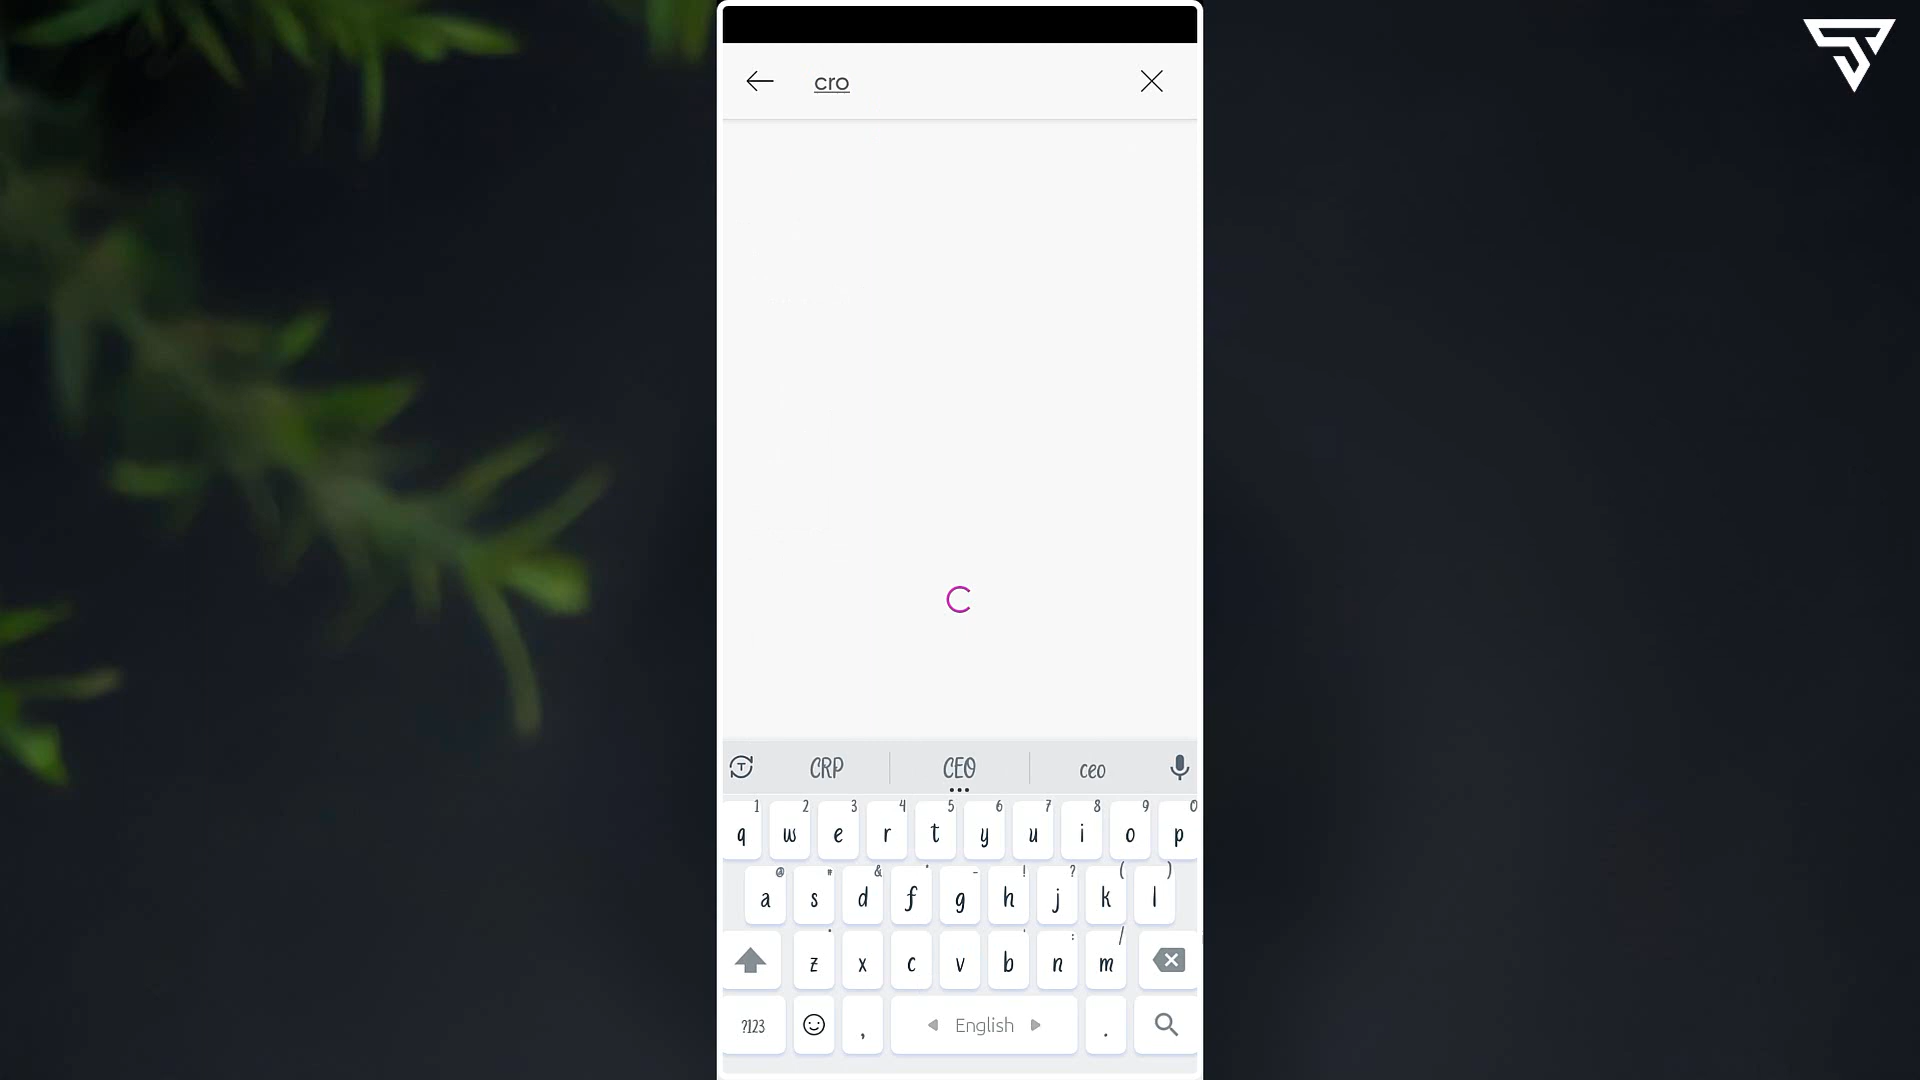 cro
CRP CEO ceo
1 2 3 4 5 6 7 8 9 0
q w e r t y u i o p
@ & - ! ? ( )
a s d f g h j k l
' : /
z x c v b n m
?123 , English .